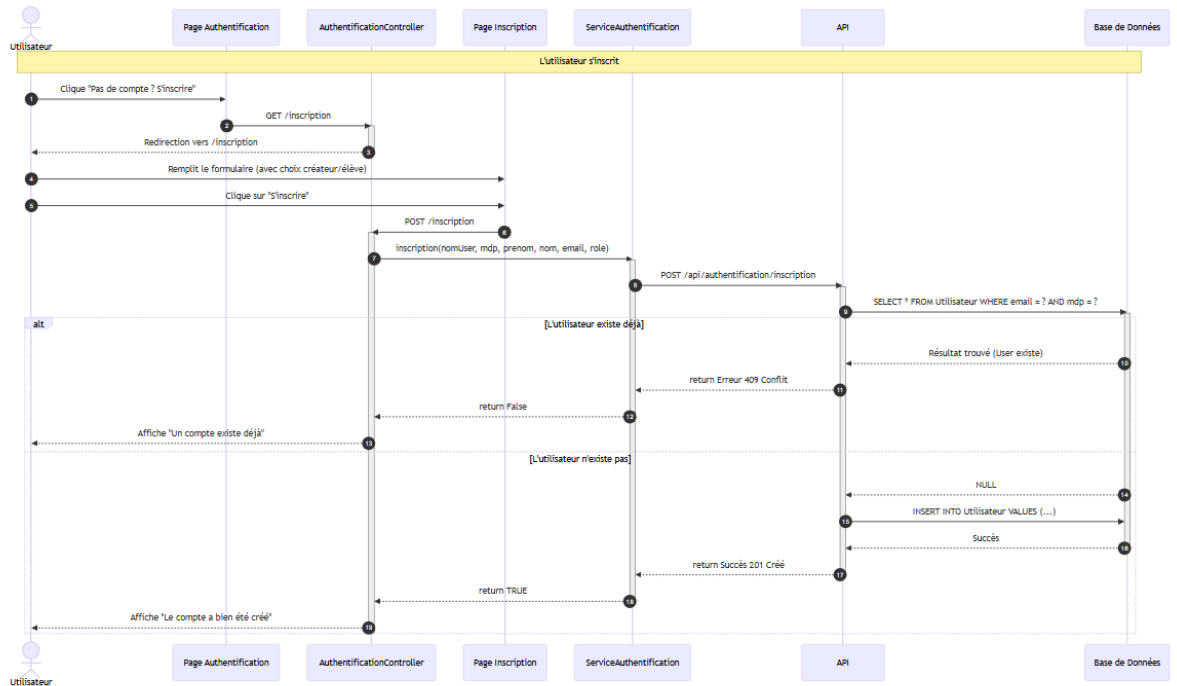 Utilisateur
Page Authentification
AuthentificationController
Page Inscription
ServiceAuthentification
API
Base de Données
L'utilisateur s'inscrit
Clique "Pas de compte ? S'inscrire"
1
GET /inscription
2
Redirection vers /inscription
3
Remplit le formulaire (avec choix créateur/élève)
4
Clique sur "S'inscrire"
5
POST /inscription
6
inscription(nomUser, mdp, prenom, nom, email, role)
7
POST /api/authentification/inscription
8
SELECT * FROM Utilisateur WHERE email = ? AND mdp = ?
9
alt
[L'utilisateur existe déjà]
Résultat trouvé (User existe)
10
return Erreur 409 Conflit
11
return False
12
Affiche "Un compte existe déjà"
13
[L'utilisateur n'existe pas]
NULL
14
INSERT INTO Utilisateur VALUES (...)
15
Succès
16
return Succès 201 Créé
17
return TRUE
18
Affiche "Le compte a bien été créé"
19
Utilisateur
Page Authentification
AuthentificationController
Page Inscription
ServiceAuthentification
API
Base de Données